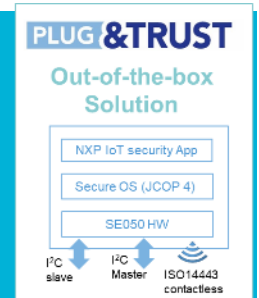 PLUG &TRUST
Out-of-the-box
Solution
NXP IoT security App
Secure OS (JCOP 4)
SE050 HW
I²C
slave
I²C
Master
ISO14443
contactless